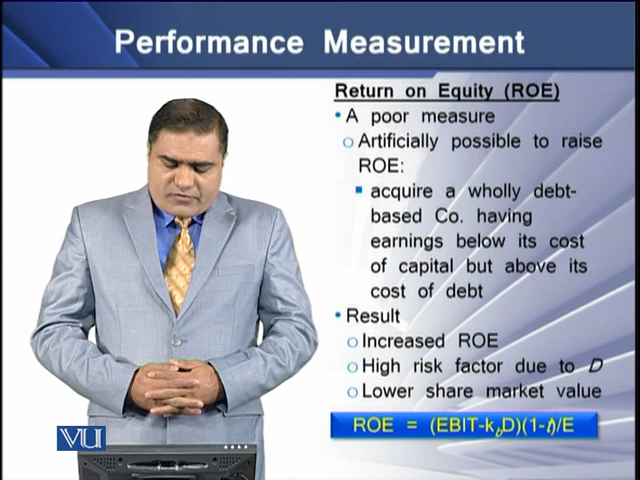 Performance Measurement
Return on Equity (ROE)
• A poor measure
o Artificially possible to raise
ROE:
▪ acquire a wholly debt-
based Co. having
earnings below its cost
of capital but above its
cost of debt
• Result
o Increased ROE
o High risk factor due to D
o Lower share market value
ROE = (EBIT-kDD)(1-t)/E
VU